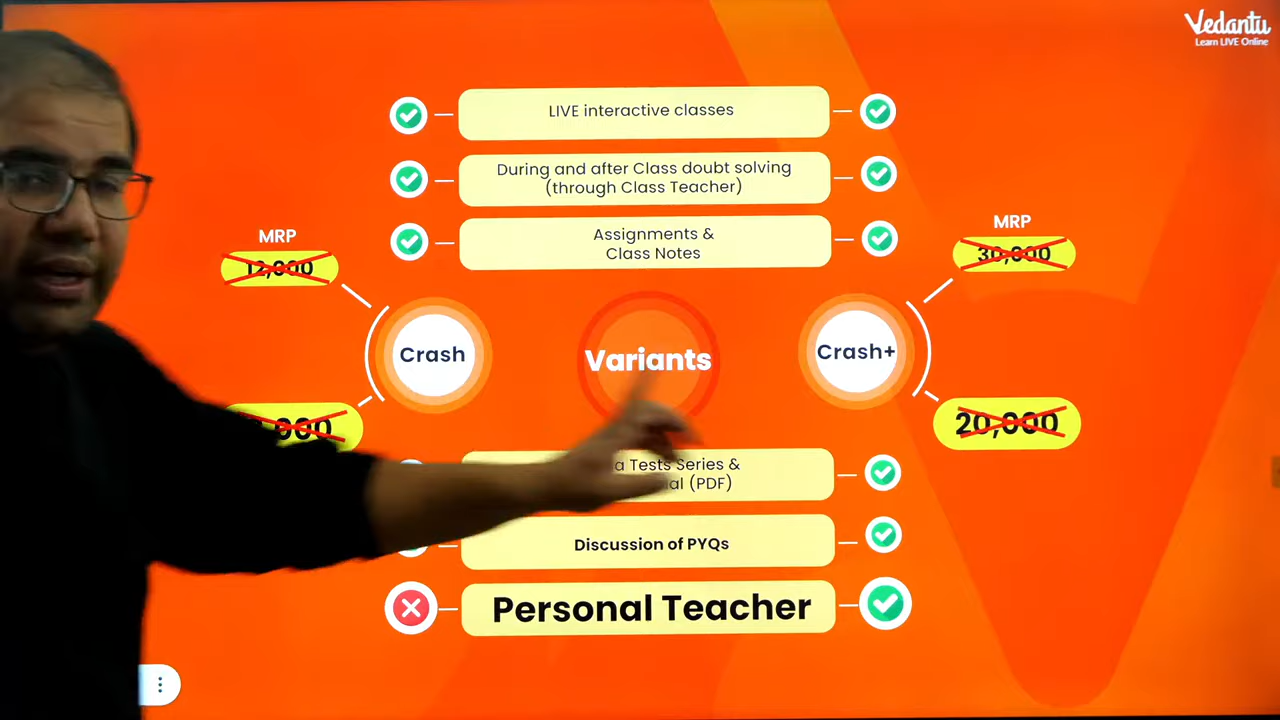 Vedantu
Learn LIVE Online
LIVE interactive classes
During and after Class doubt solving
(through Class Teacher)
Assignments &
Class Notes
MRP
12,000
MRP
30,000
Crash
Variants
Crash+
20,000
Tests Series &
(PDF)
Discussion of PYQs
Personal Teacher